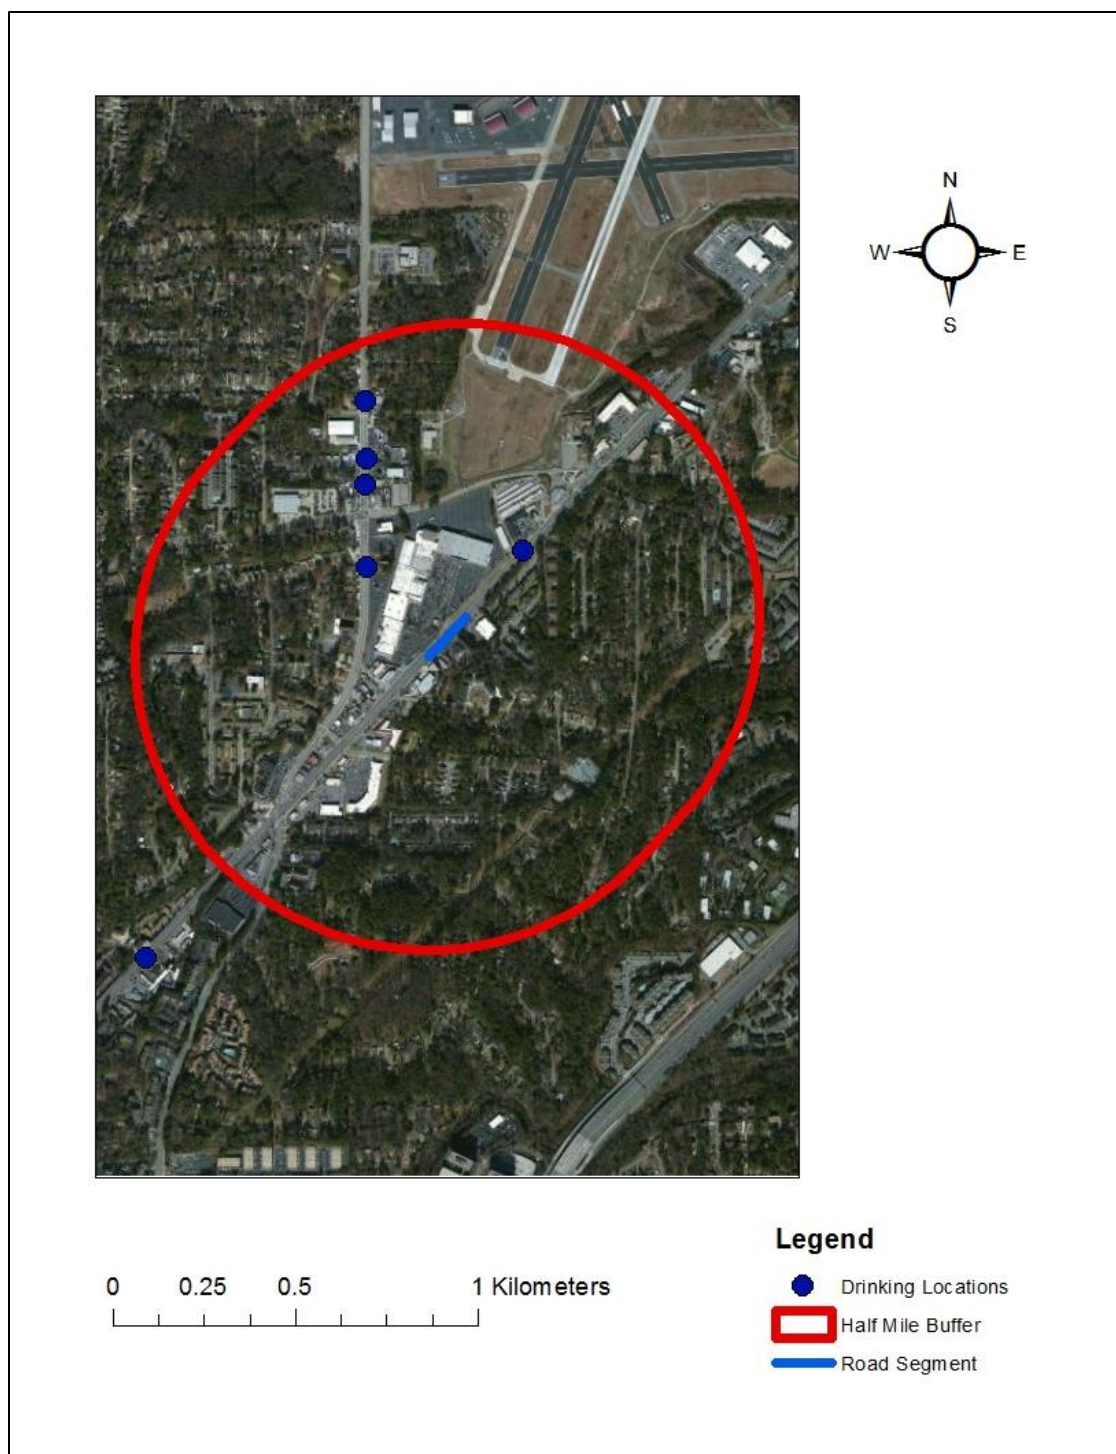 N
W E
S
Legend
0 0.25 0.5 1 Kilometers
Drinking Locations
Half Mile Buffer
Road Segment